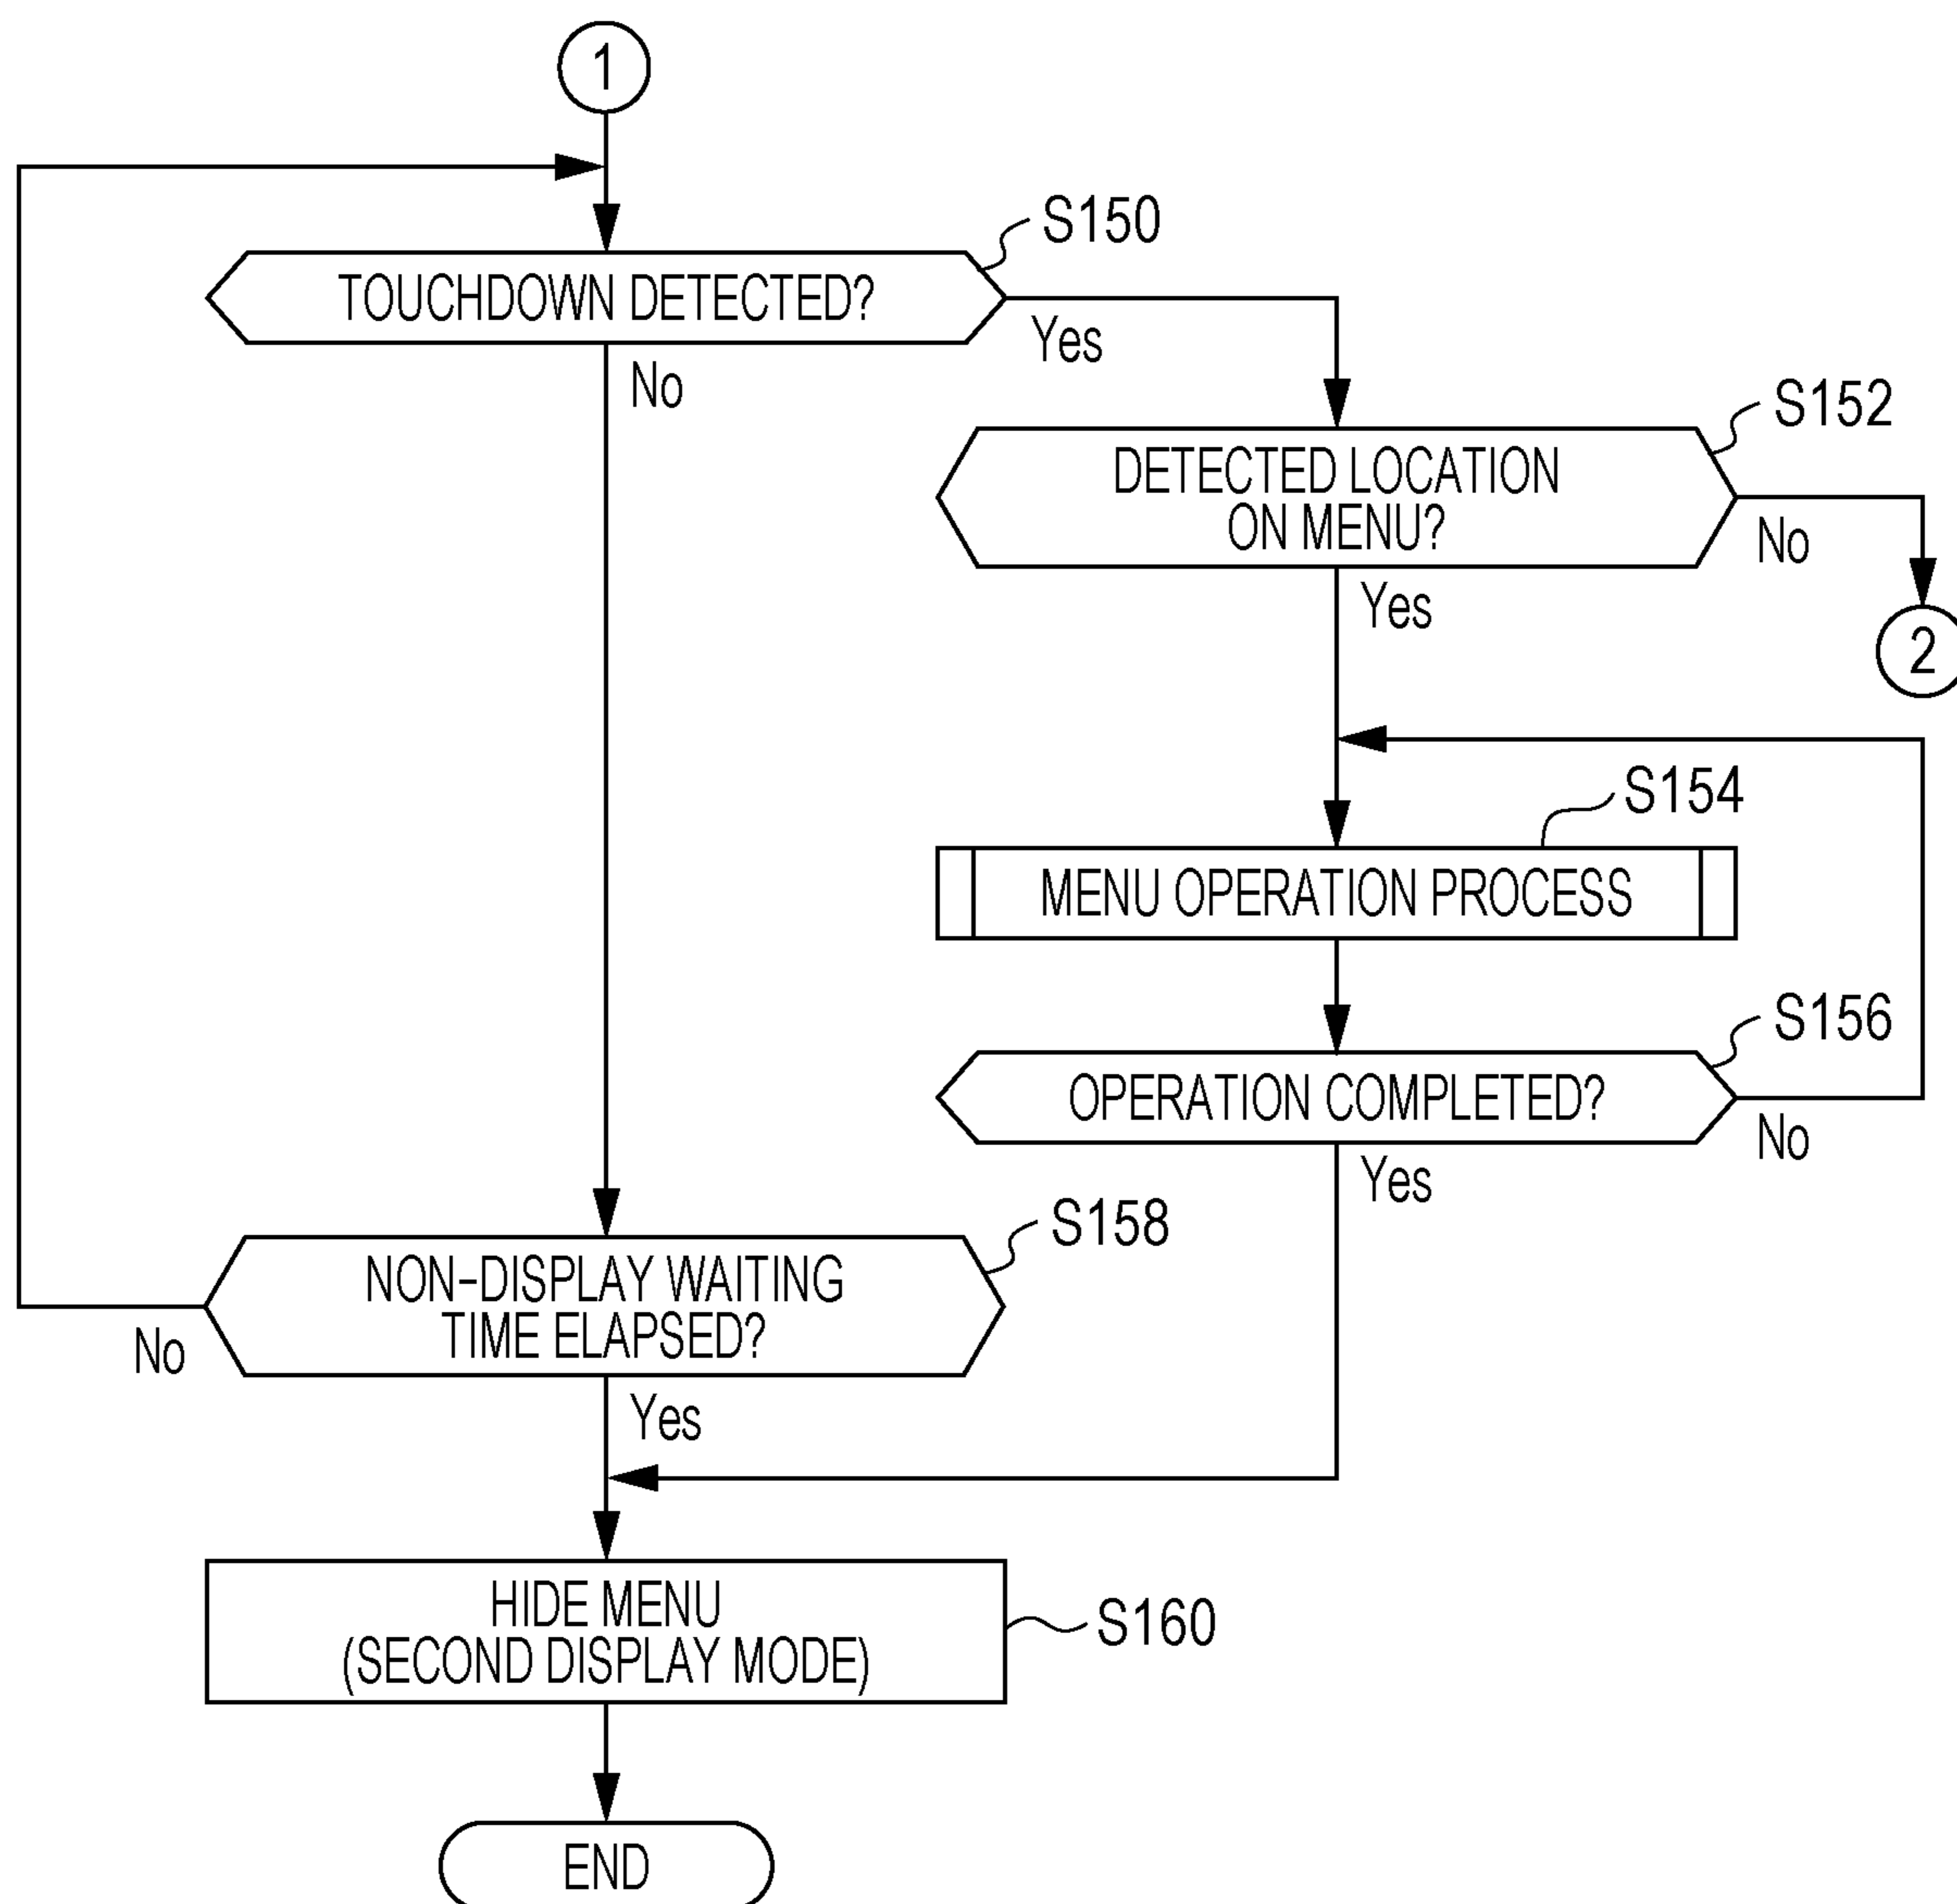 1
S150
TOUCHDOWN DETECTED?
Yes
No
S152
DETECTED LOCATION
ON MENU?
No
Yes
2
S154
MENU OPERATION PROCESS
S156
OPERATION COMPLETED?
No
Yes
S158
NON-DISPLAY WAITING
TIME ELAPSED?
No
Yes
HIDE MENU
(SECOND DISPLAY MODE)
S160
END